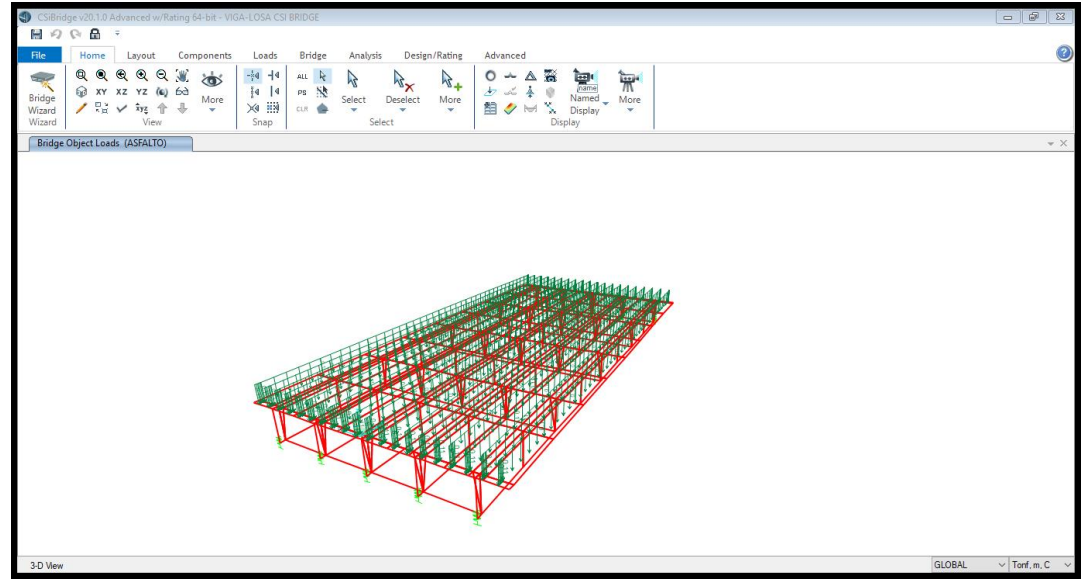 CSiBridge v20.1.0 Advanced w/Rating 64-bit - VIGA-LOSA CSI BRIDGE
File Home Layout Components Loads Bridge Analysis Design/Rating Advanced
XY XZ YZ
xyz
ALL
PS
CLR
name
Bridge Wizard
More
Select
Deselect
More
Named Display
More
Wizard View Snap Select Display
Bridge Object Loads (ASFALTO)
3-D View GLOBAL Tonf, m, C